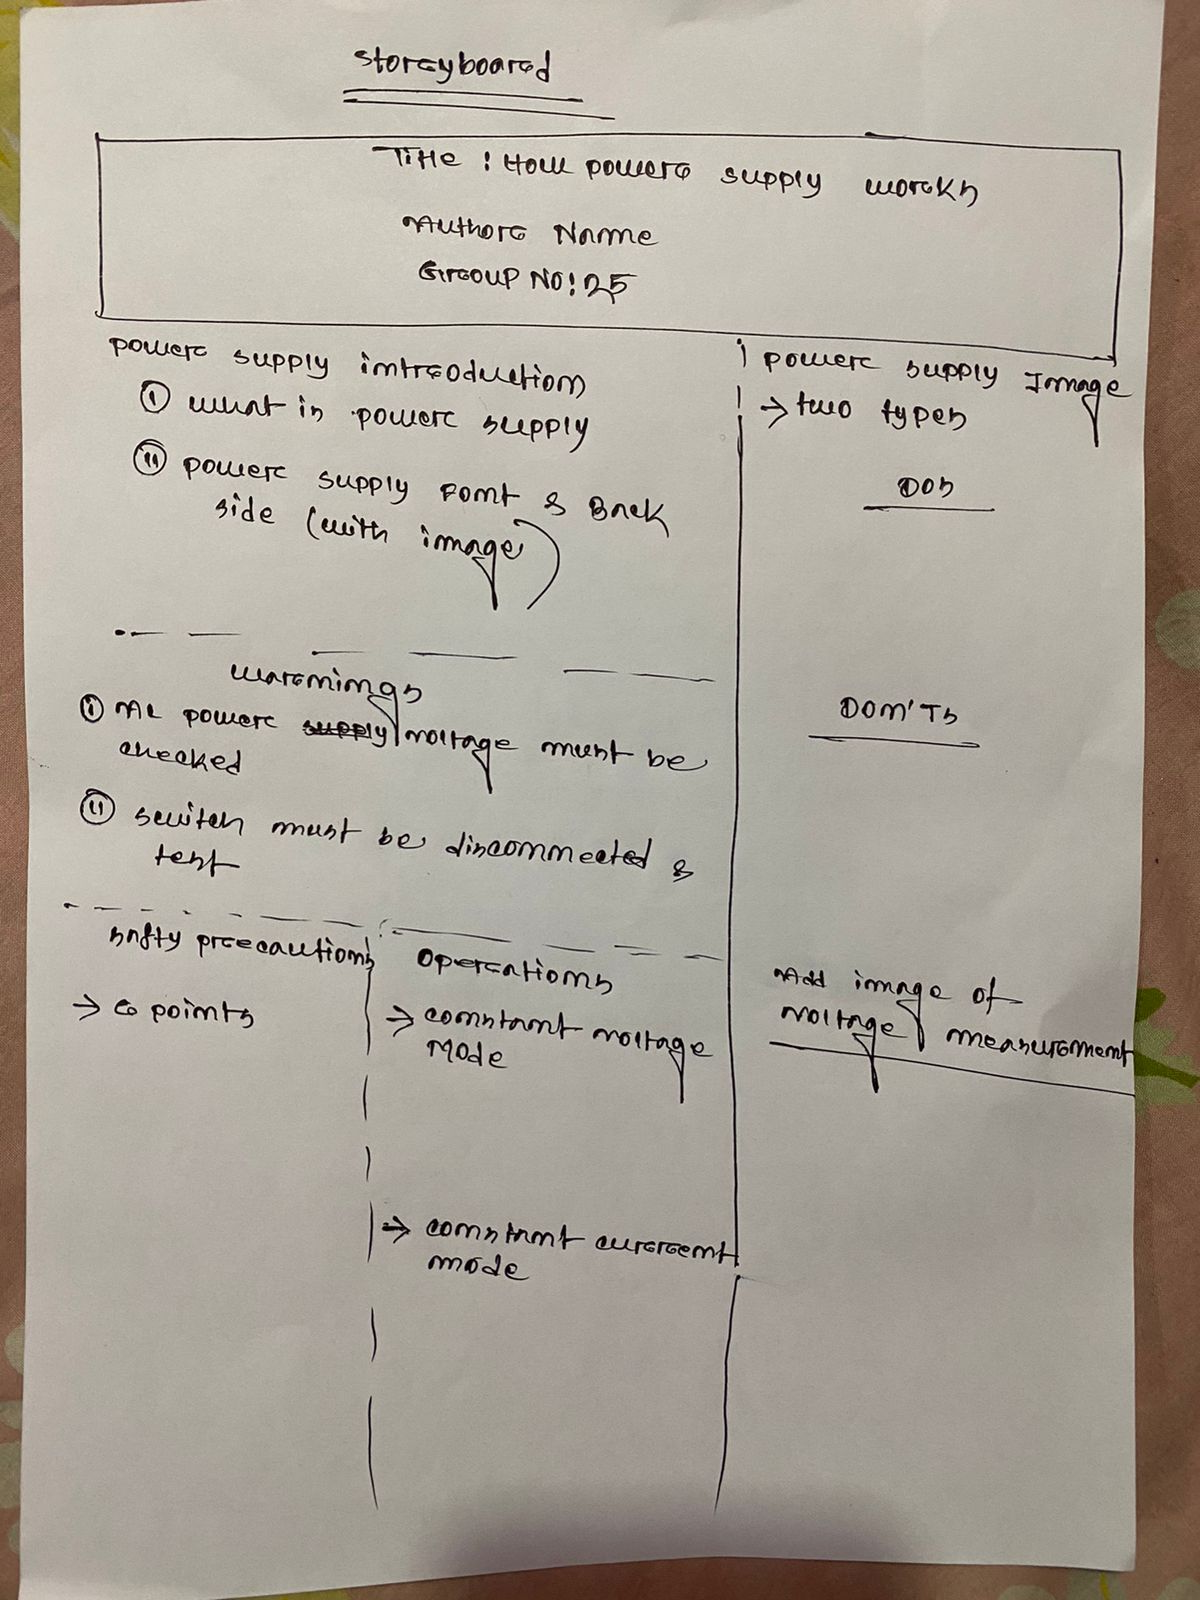 Storyboard
Title : How power supply works
Author Name
Group No: 25
power supply introduction
(i) what is power supply
(ii) power supply Font & Back
side (with image)
warnings
(i) AC power voltage must be
checked
(ii) switch must be disconnected &
test
safty precautions
→ 6 points
Operations
→ constant voltage
Mode
→ constant current
mode
power supply Image
→ two types
DOs
DON'Ts
Add image of
voltage measurement